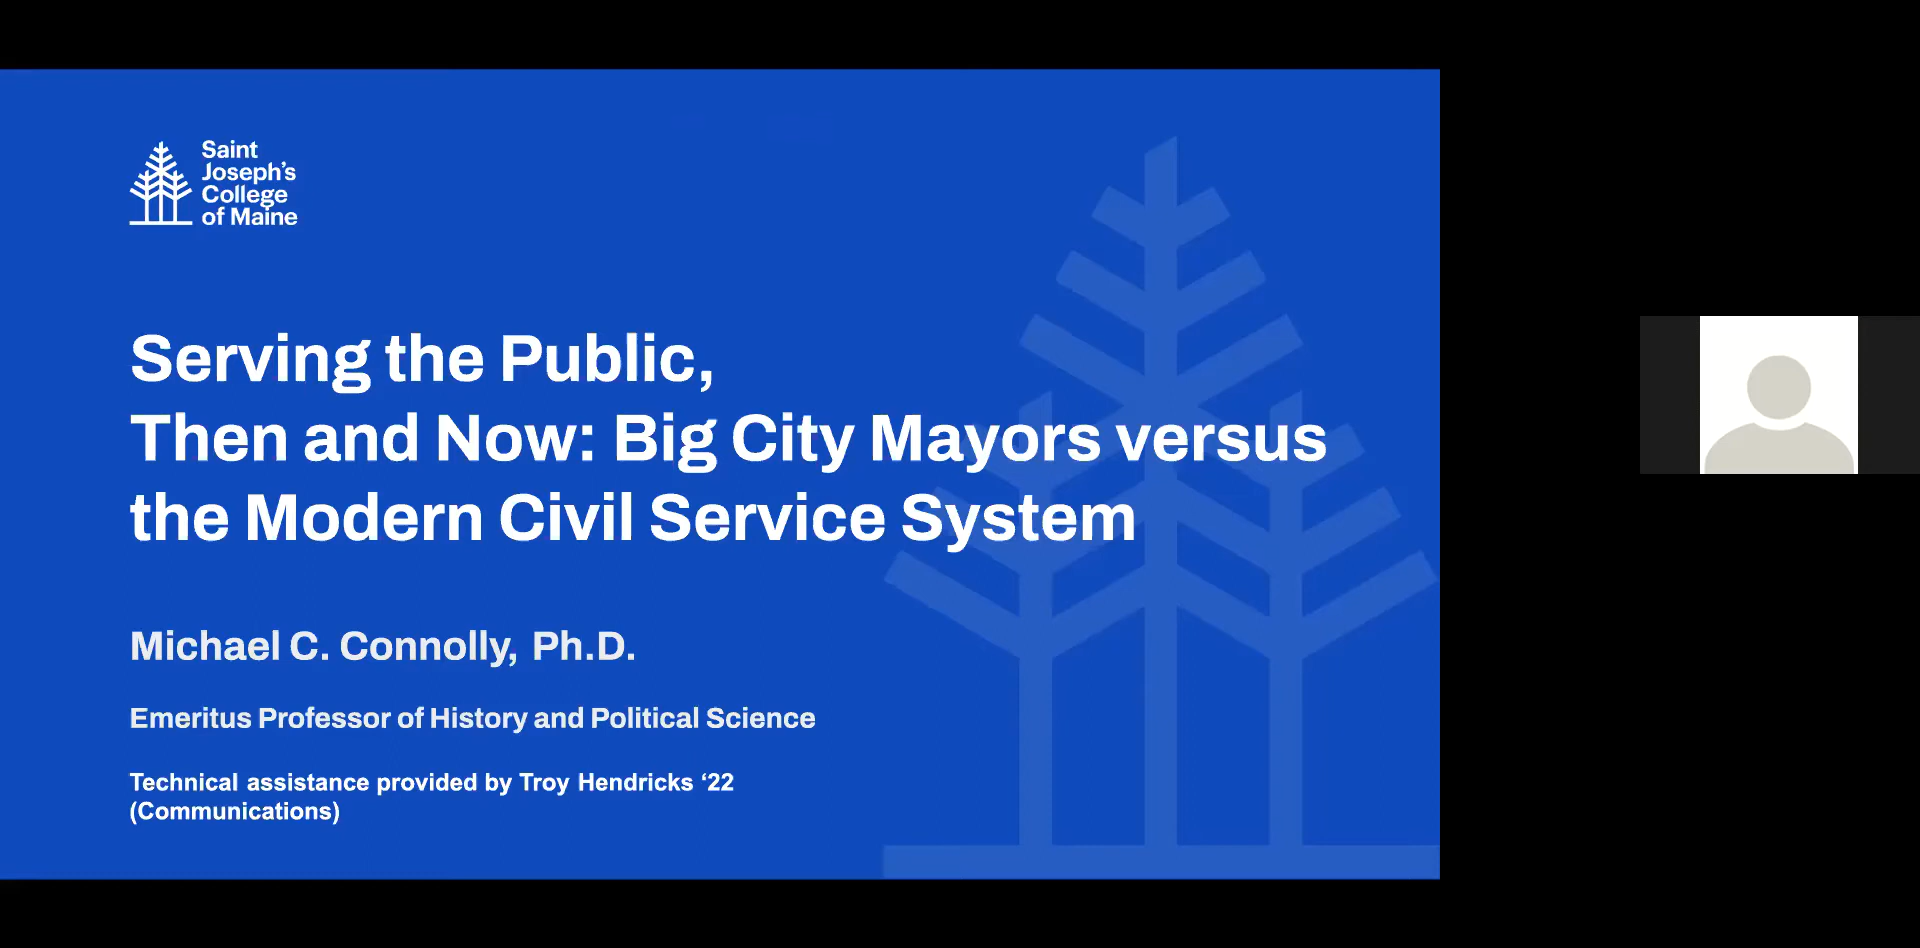 Saint
Joseph’s
College
of Maine
Serving the Public,
Then and Now: Big City Mayors versus
the Modern Civil Service System
Michael C. Connolly, Ph.D.
Emeritus Professor of History and Political Science
Technical assistance provided by Troy Hendricks ‘22
(Communications)